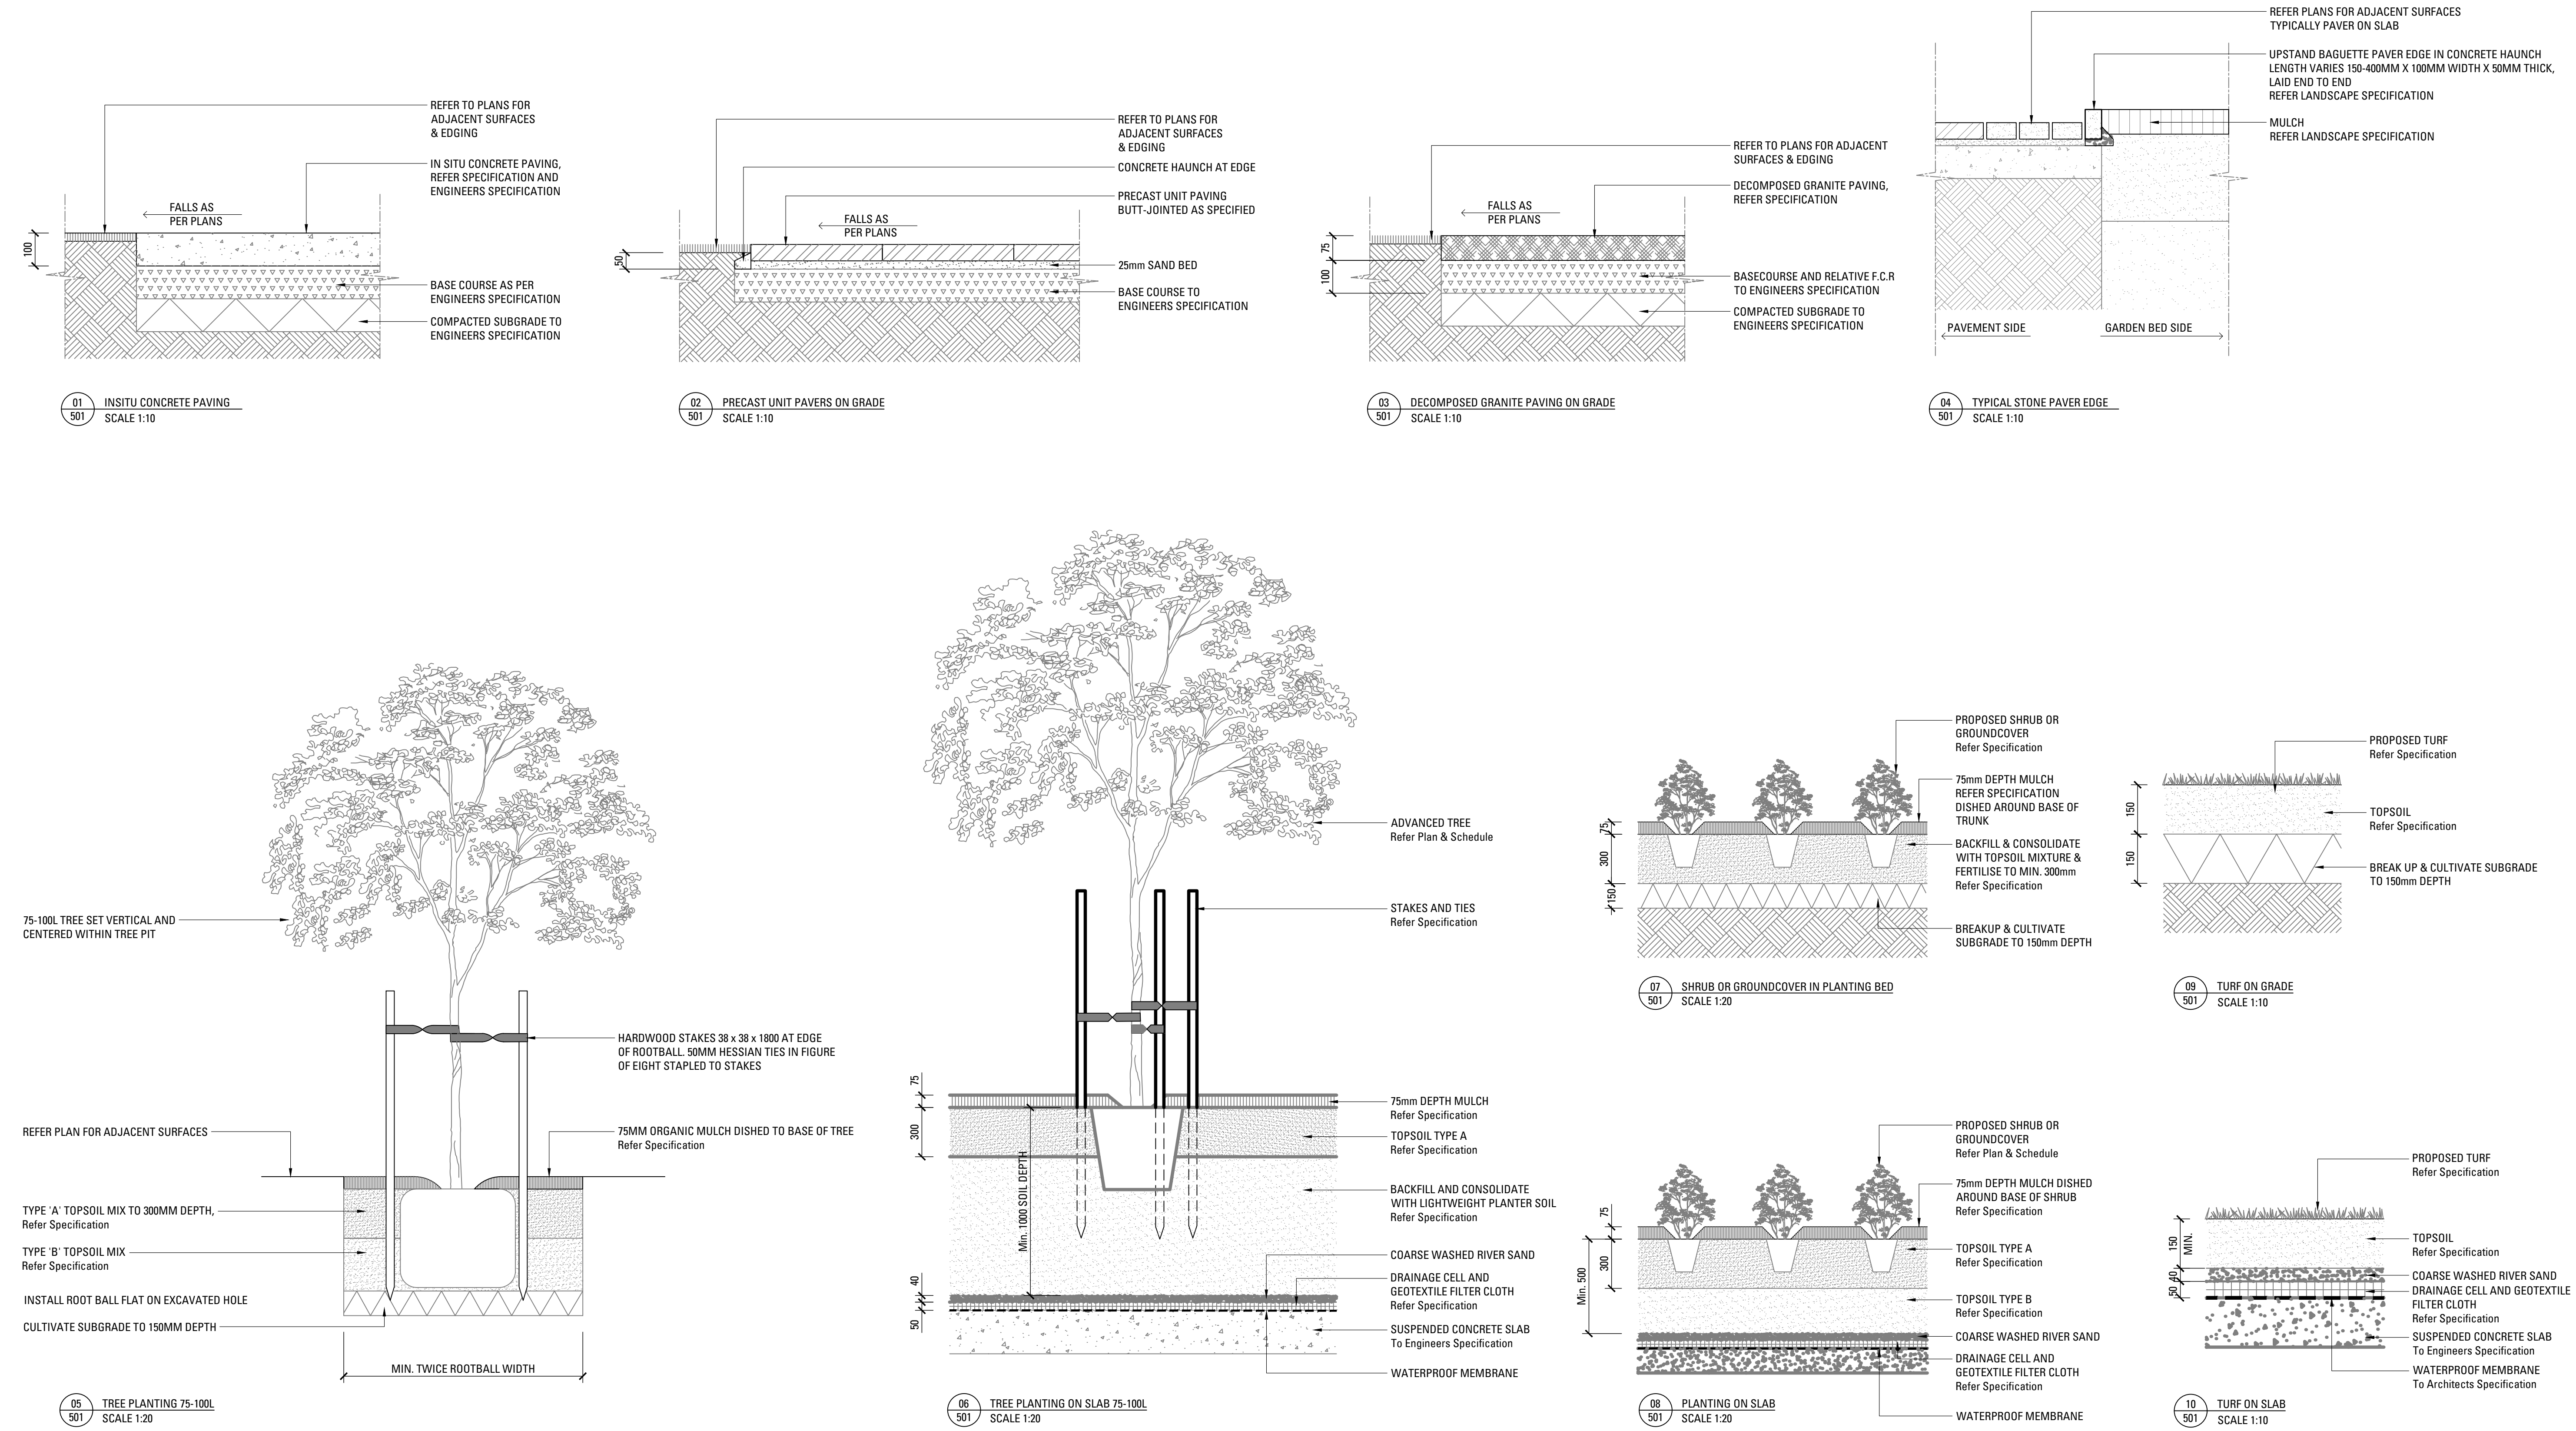 REFER TO PLANS FOR
ADJACENT SURFACES
& EDGING
IN SITU CONCRETE PAVING,
REFER SPECIFICATION AND
ENGINEERS SPECIFICATION
FALLS AS
PER PLANS
100
BASE COURSE AS PER
ENGINEERS SPECIFICATION
COMPACTED SUBGRADE TO
ENGINEERS SPECIFICATION
01
501
INSITU CONCRETE PAVING
SCALE 1:10
REFER TO PLANS FOR
ADJACENT SURFACES
& EDGING
CONCRETE HAUNCH AT EDGE
PRECAST UNIT PAVING
BUTT-JOINTED AS SPECIFIED
FALLS AS
PER PLANS
50
25mm SAND BED
BASE COURSE TO
ENGINEERS SPECIFICATION
02
501
PRECAST UNIT PAVERS ON GRADE
SCALE 1:10
REFER TO PLANS FOR ADJACENT
SURFACES & EDGING
DECOMPOSED GRANITE PAVING,
REFER SPECIFICATION
FALLS AS
PER PLANS
75
100
BASECOURSE AND RELATIVE F.C.R
TO ENGINEERS SPECIFICATION
COMPACTED SUBGRADE TO
ENGINEERS SPECIFICATION
03
501
DECOMPOSED GRANITE PAVING ON GRADE
SCALE 1:10
REFER PLANS FOR ADJACENT SURFACES
TYPICALLY PAVER ON SLAB
UPSTAND BAGUETTE PAVER EDGE IN CONCRETE HAUNCH
LENGTH VARIES 150-400MM X 100MM WIDTH X 50MM THICK,
LAID END TO END
REFER LANDSCAPE SPECIFICATION
MULCH
REFER LANDSCAPE SPECIFICATION
PAVEMENT SIDE
GARDEN BED SIDE
04
501
TYPICAL STONE PAVER EDGE
SCALE 1:10
75-100L TREE SET VERTICAL AND
CENTERED WITHIN TREE PIT
HARDWOOD STAKES 38 x 38 x 1800 AT EDGE
OF ROOTBALL. 50MM HESSIAN TIES IN FIGURE
OF EIGHT STAPLED TO STAKES
REFER PLAN FOR ADJACENT SURFACES
75MM ORGANIC MULCH DISHED TO BASE OF TREE
Refer Specification
TYPE 'A' TOPSOIL MIX TO 300MM DEPTH,
Refer Specification
TYPE 'B' TOPSOIL MIX
Refer Specification
INSTALL ROOT BALL FLAT ON EXCAVATED HOLE
CULTIVATE SUBGRADE TO 150MM DEPTH
MIN. TWICE ROOTBALL WIDTH
05
501
TREE PLANTING 75-100L
SCALE 1:20
ADVANCED TREE
Refer Plan & Schedule
STAKES AND TIES
Refer Specification
75
300
Min. 1000 SOIL DEPTH
40
50
75mm DEPTH MULCH
Refer Specification
TOPSOIL TYPE A
Refer Specification
BACKFILL AND CONSOLIDATE
WITH LIGHTWEIGHT PLANTER SOIL
Refer Specification
COARSE WASHED RIVER SAND
DRAINAGE CELL AND
GEOTEXTILE FILTER CLOTH
Refer Specification
SUSPENDED CONCRETE SLAB
To Engineers Specification
WATERPROOF MEMBRANE
06
501
TREE PLANTING ON SLAB 75-100L
SCALE 1:20
PROPOSED SHRUB OR
GROUNDCOVER
Refer Specification
75mm DEPTH MULCH
REFER SPECIFICATION
DISHED AROUND BASE OF
TRUNK
75
300
150
BACKFILL & CONSOLIDATE
WITH TOPSOIL MIXTURE &
FERTILISE TO MIN. 300mm
Refer Specification
BREAKUP & CULTIVATE
SUBGRADE TO 150mm DEPTH
07
501
SHRUB OR GROUNDCOVER IN PLANTING BED
SCALE 1:20
PROPOSED TURF
Refer Specification
150
TOPSOIL
Refer Specification
150
BREAK UP & CULTIVATE SUBGRADE
TO 150mm DEPTH
09
501
TURF ON GRADE
SCALE 1:10
PROPOSED SHRUB OR
GROUNDCOVER
Refer Plan & Schedule
75mm DEPTH MULCH DISHED
AROUND BASE OF SHRUB
Refer Specification
75
300
Min. 500
TOPSOIL TYPE A
Refer Specification
TOPSOIL TYPE B
Refer Specification
COARSE WASHED RIVER SAND
DRAINAGE CELL AND
GEOTEXTILE FILTER CLOTH
Refer Specification
WATERPROOF MEMBRANE
08
501
PLANTING ON SLAB
SCALE 1:20
PROPOSED TURF
Refer Specification
150
MIN.
40
50
TOPSOIL
Refer Specification
COARSE WASHED RIVER SAND
DRAINAGE CELL AND GEOTEXTILE
FILTER CLOTH
Refer Specification
SUSPENDED CONCRETE SLAB
To Engineers Specification
WATERPROOF MEMBRANE
To Architects Specification
10
501
TURF ON SLAB
SCALE 1:10